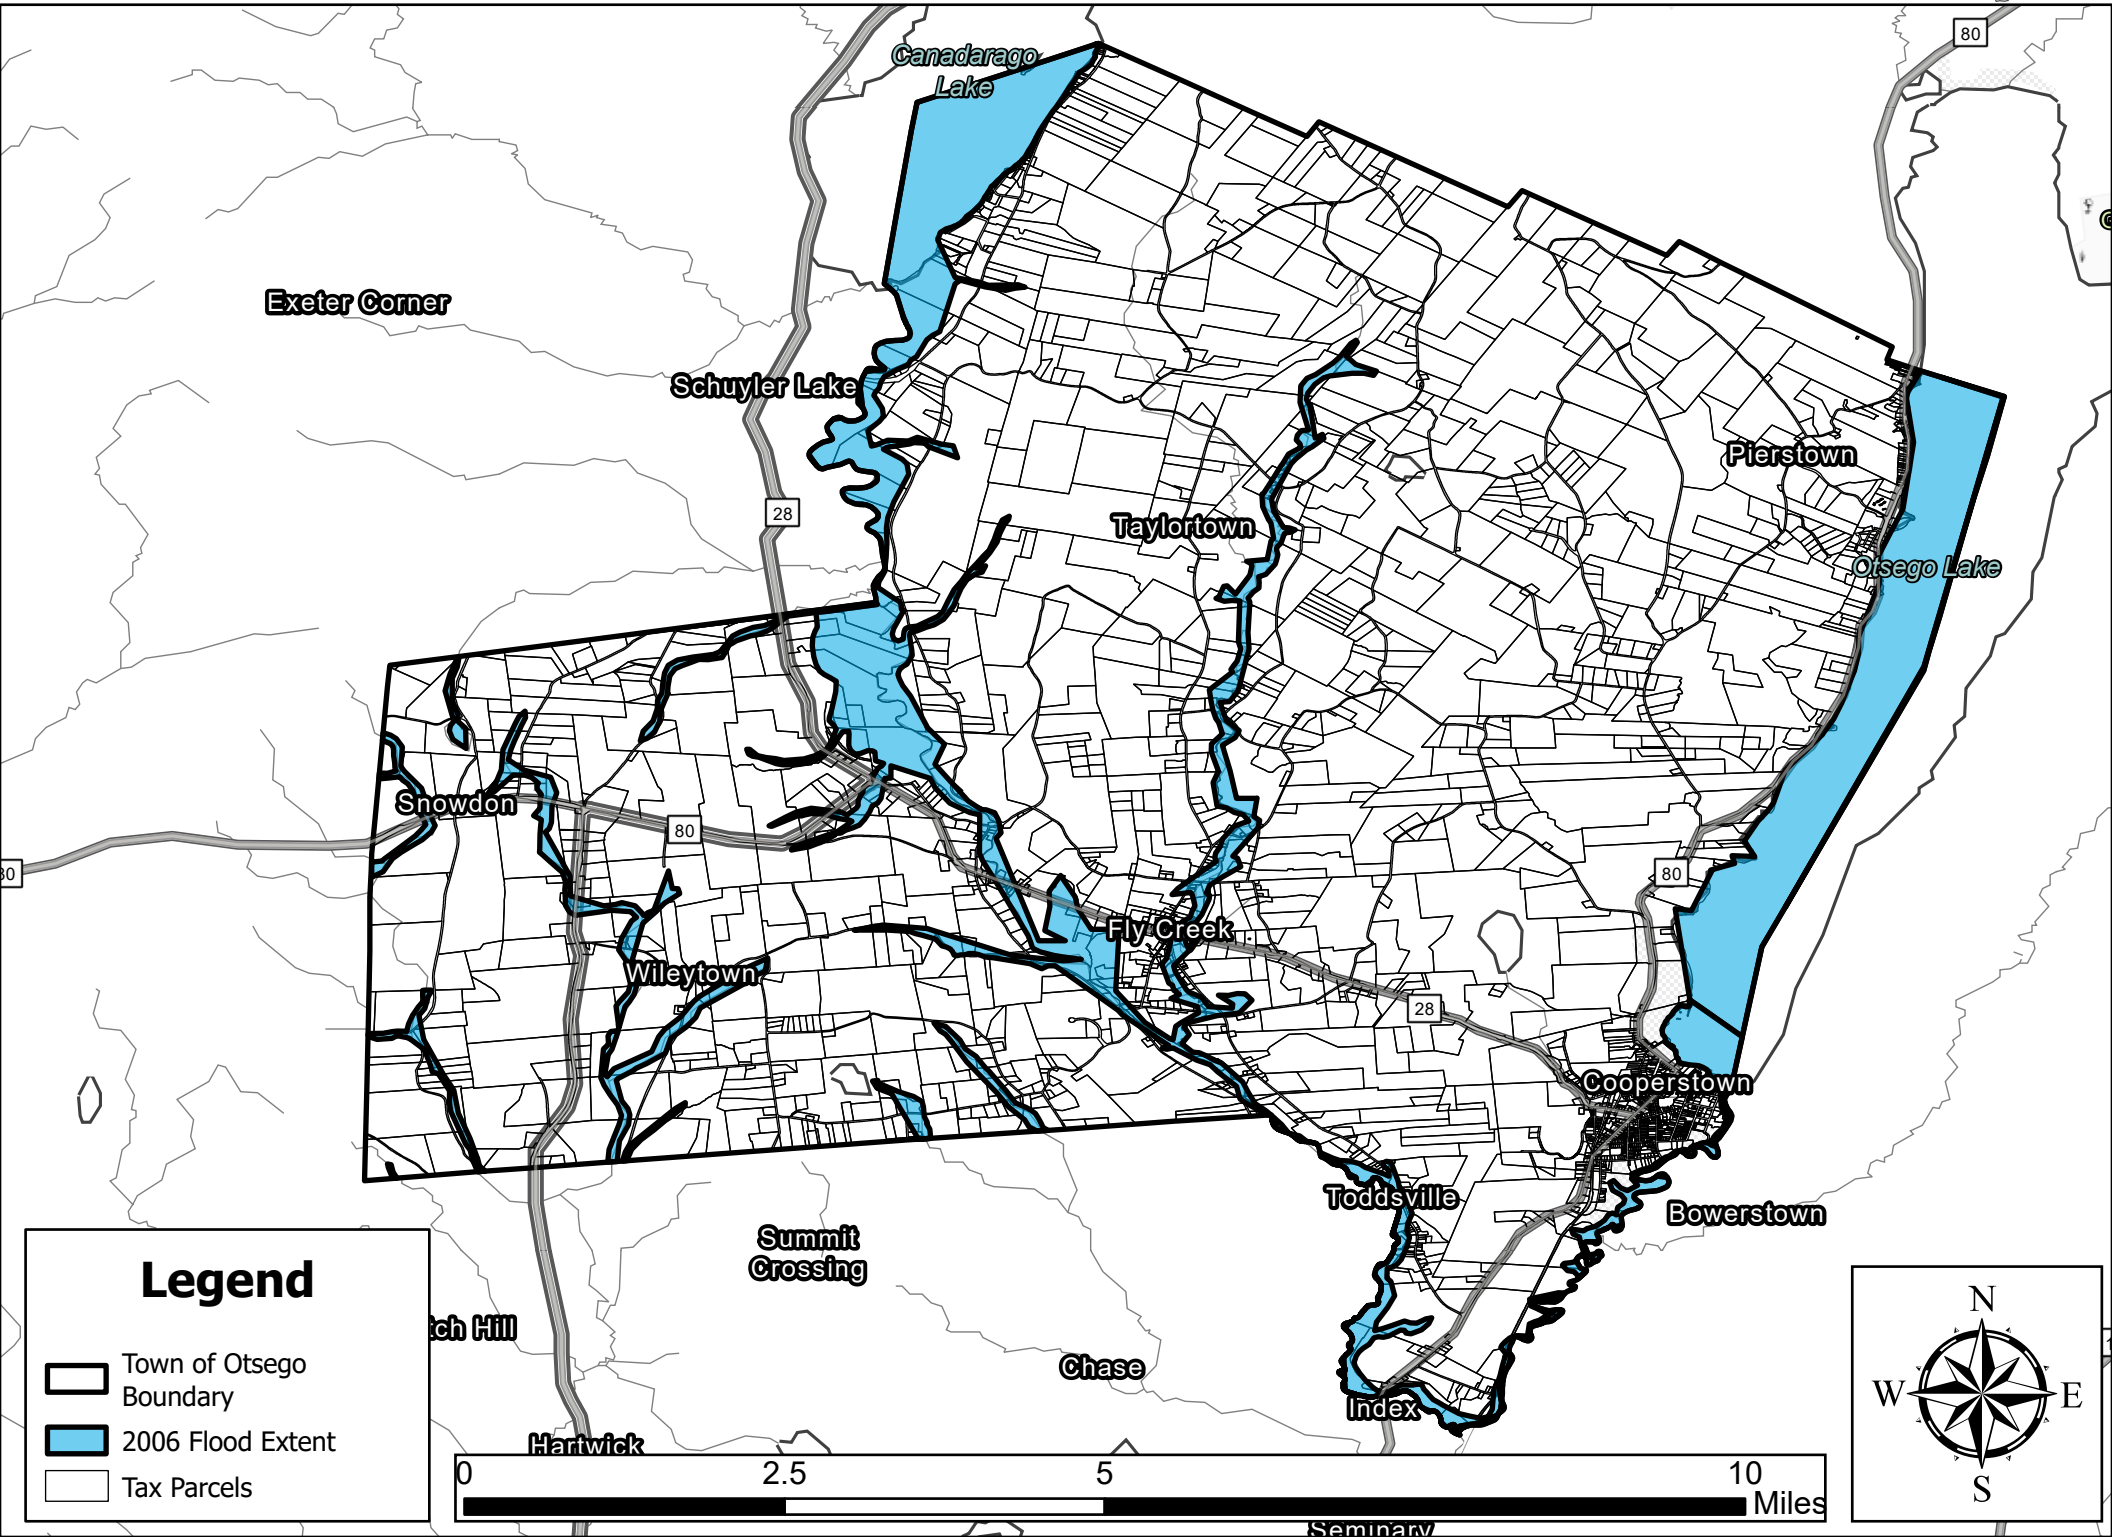 80
Canadarago
Lake
Exeter Corner
Schuyler Lake
Pierstown
28
Taylortown
Otsego Lake
Snowdon
80
80
Fly Creek
Wileytown
28
Cooperstown
Toddsville
Bowerstown
Summit
Crossing
Chase
Index
Hartwick
Seminary
Legend
Town of Otsego
Boundary
2006 Flood Extent
Tax Parcels
0 2.5 5 10
Miles
N
W E
S